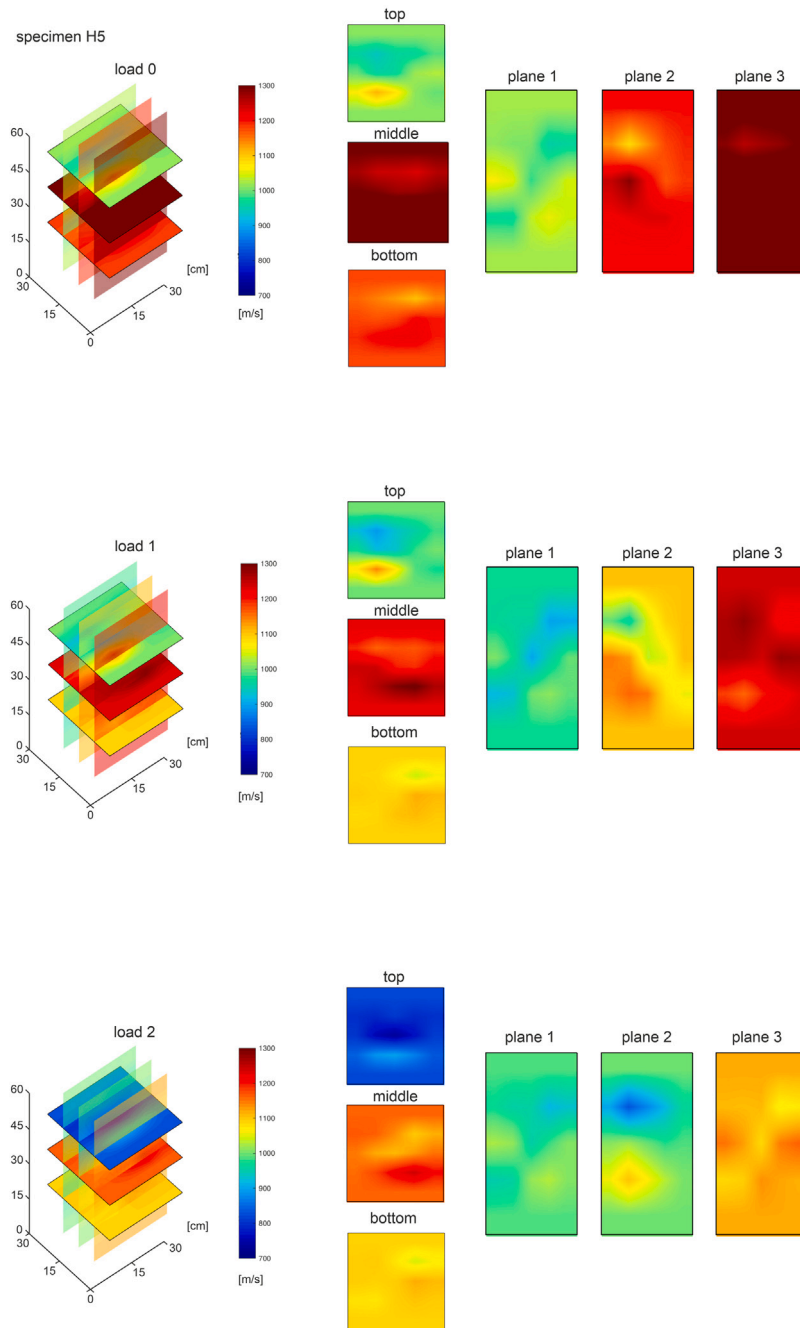 specimen H5
load 0
60
45
30
15
0
30
15
0
15
30
[cm]
1300
1200
1100
1000
900
800
700
[m/s]
top
middle
bottom
plane 1
plane 2
plane 3
load 1
60
45
30
15
0
30
15
0
15
30
[cm]
1300
1200
1100
1000
900
800
700
[m/s]
top
middle
bottom
plane 1
plane 2
plane 3
load 2
60
45
30
15
0
30
15
0
15
30
[cm]
1300
1200
1100
1000
900
800
700
[m/s]
top
middle
bottom
plane 1
plane 2
plane 3